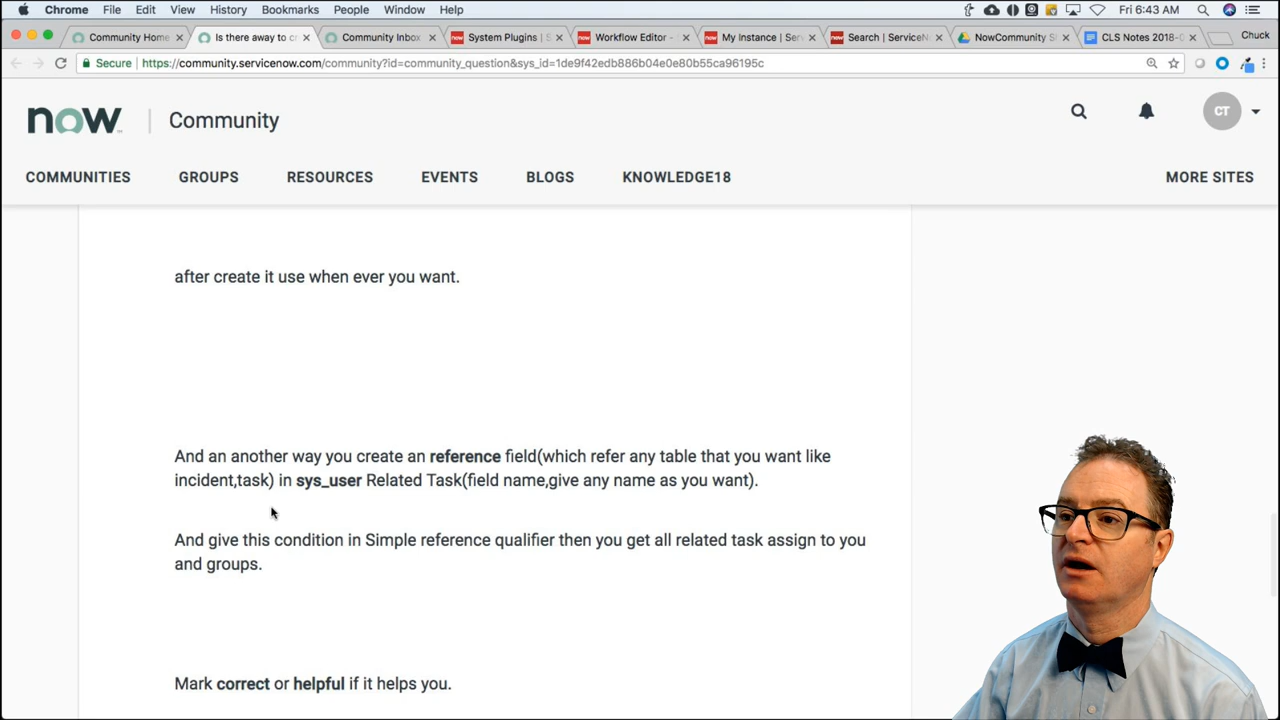 Chrome File Edit View History Bookmarks People Window Help Fri 6:43 AM
Community Home Is there away to c Community Inbox System Plugins | S Workflow Editor - My Instance | Serv Search | ServiceN NowCommunity S CLS Notes 2018-0 Chuck
Secure https://community.servicenow.com/community?id=community_question&sys_id=1de9f42edb886b04e0e80b55ca96195c
now Community CT
COMMUNITIES GROUPS RESOURCES EVENTS BLOGS KNOWLEDGE18 MORE SITES
after create it use when ever you want.
And an another way you create an reference field(which refer any table that you want like
incident,task) in sys_user Related Task(field name,give any name as you want).
And give this condition in Simple reference qualifier then you get all related task assign to you
and groups.
Mark correct or helpful if it helps you.